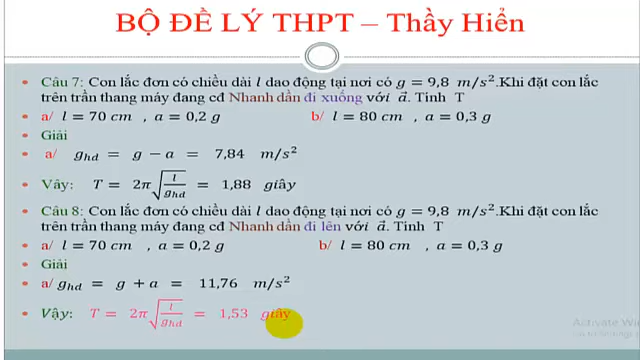 BỘ ĐỀ LÝ THPT – Thầy Hiển
Câu 7: Con lắc đơn có chiều dài l dao động tại nơi có g = 9,8 m/s².Khi đặt con lắc
trên trần thang máy đang cđ Nhanh dần đi xuống với a⃗. Tính T
a/ l = 70 cm , a = 0,2 g b/ l = 80 cm , a = 0,3 g
Giải
a/ g_hd = g − a = 7,84 m/s²
Vây: T = 2π√(l/g_hd) = 1,88 giây
Câu 8: Con lắc đơn có chiều dài l dao động tại nơi có g = 9,8 m/s².Khi đặt con lắc
trên trần thang máy đang cđ Nhanh dần đi lên với a⃗. Tính T
a/ l = 70 cm , a = 0,2 g b/ l = 80 cm , a = 0,3 g
Giải
a/ g_hd = g + a = 11,76 m/s²
Vậy: T = 2π√(l/g_hd) = 1,53 giây
Activate Wi